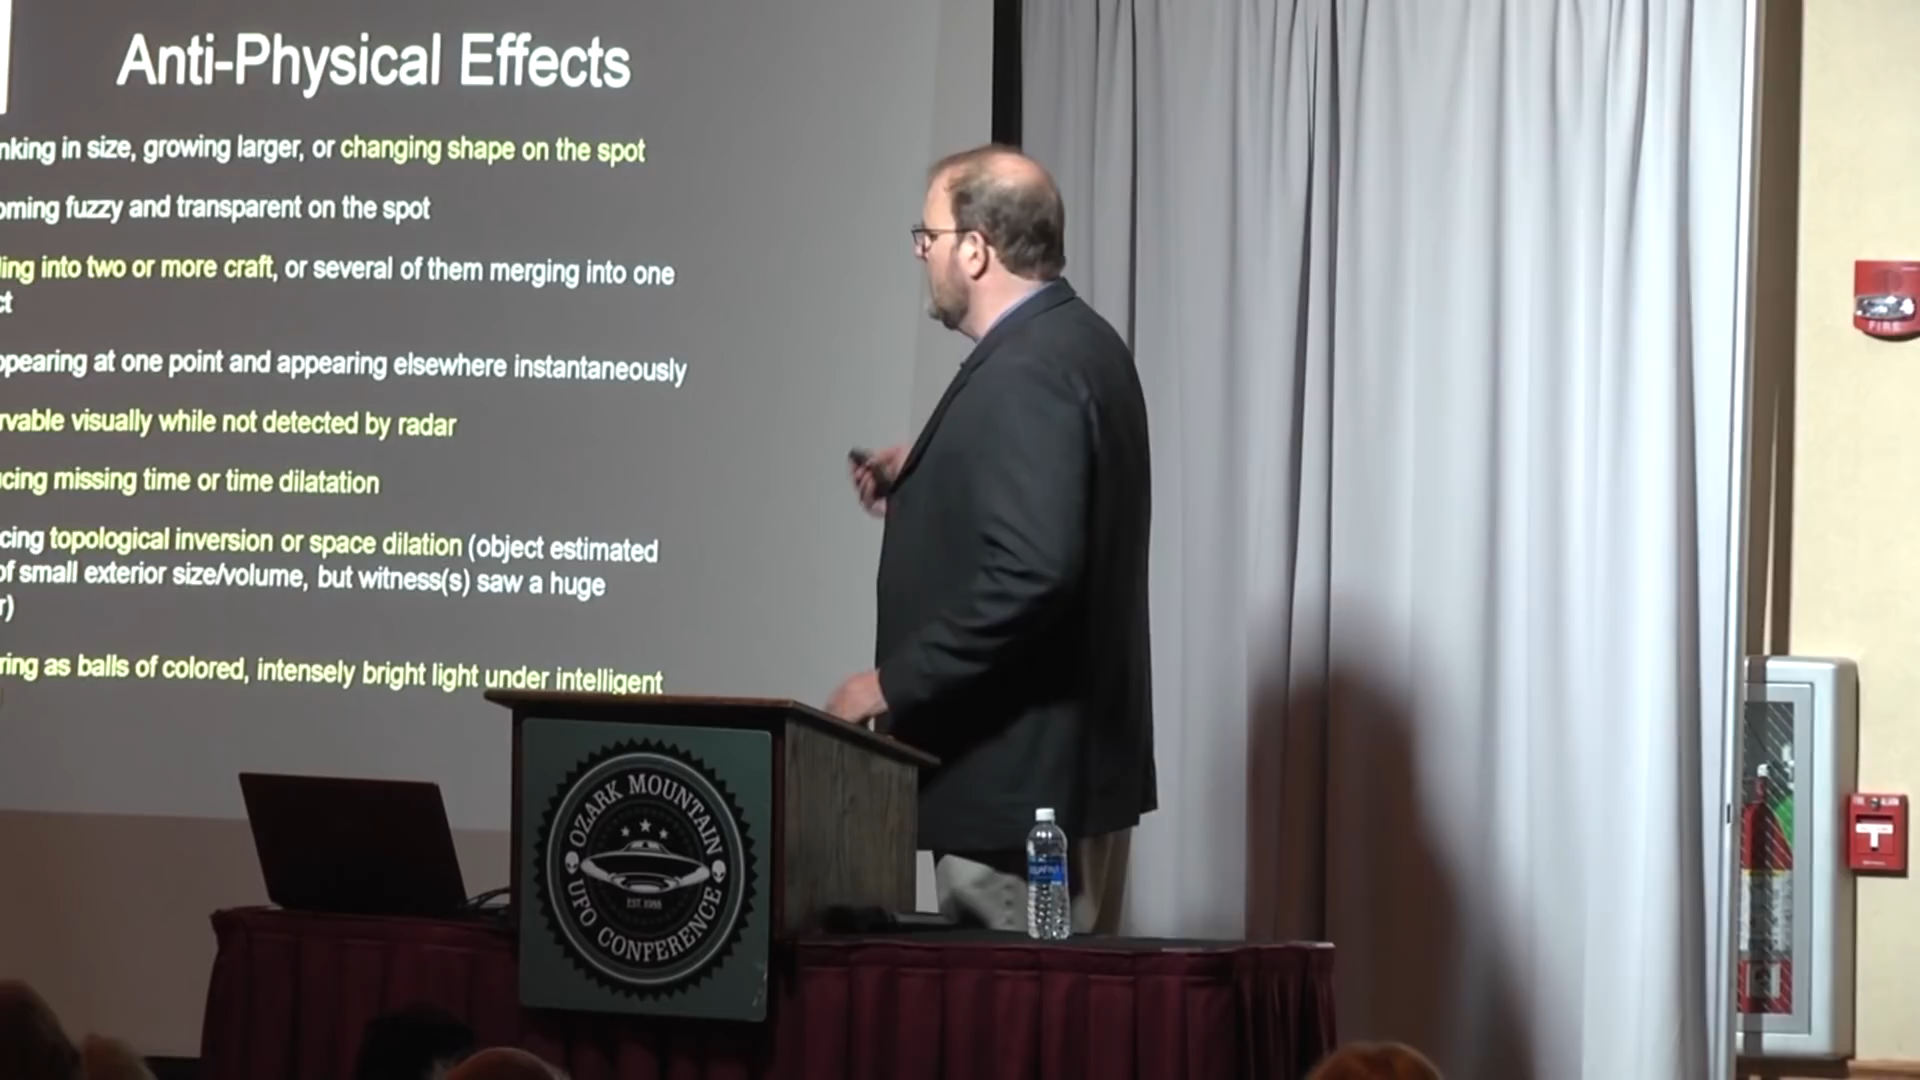 Anti-Physical Effects
nking in size, growing larger, or changing shape on the spot
oming fuzzy and transparent on the spot
ing into two or more craft, or several of them merging into one
ct
ppearing at one point and appearing elsewhere instantaneously
rvable visually while not detected by radar
cing missing time or time dilatation
cing topological inversion or space dilation (object estimated
of small exterior size/volume, but witness(s) saw a huge
r)
ring as balls of colored, intensely bright light under intelligent
OZARK MOUNTAIN
EST. 1988
UFO CONFERENCE
FIRE